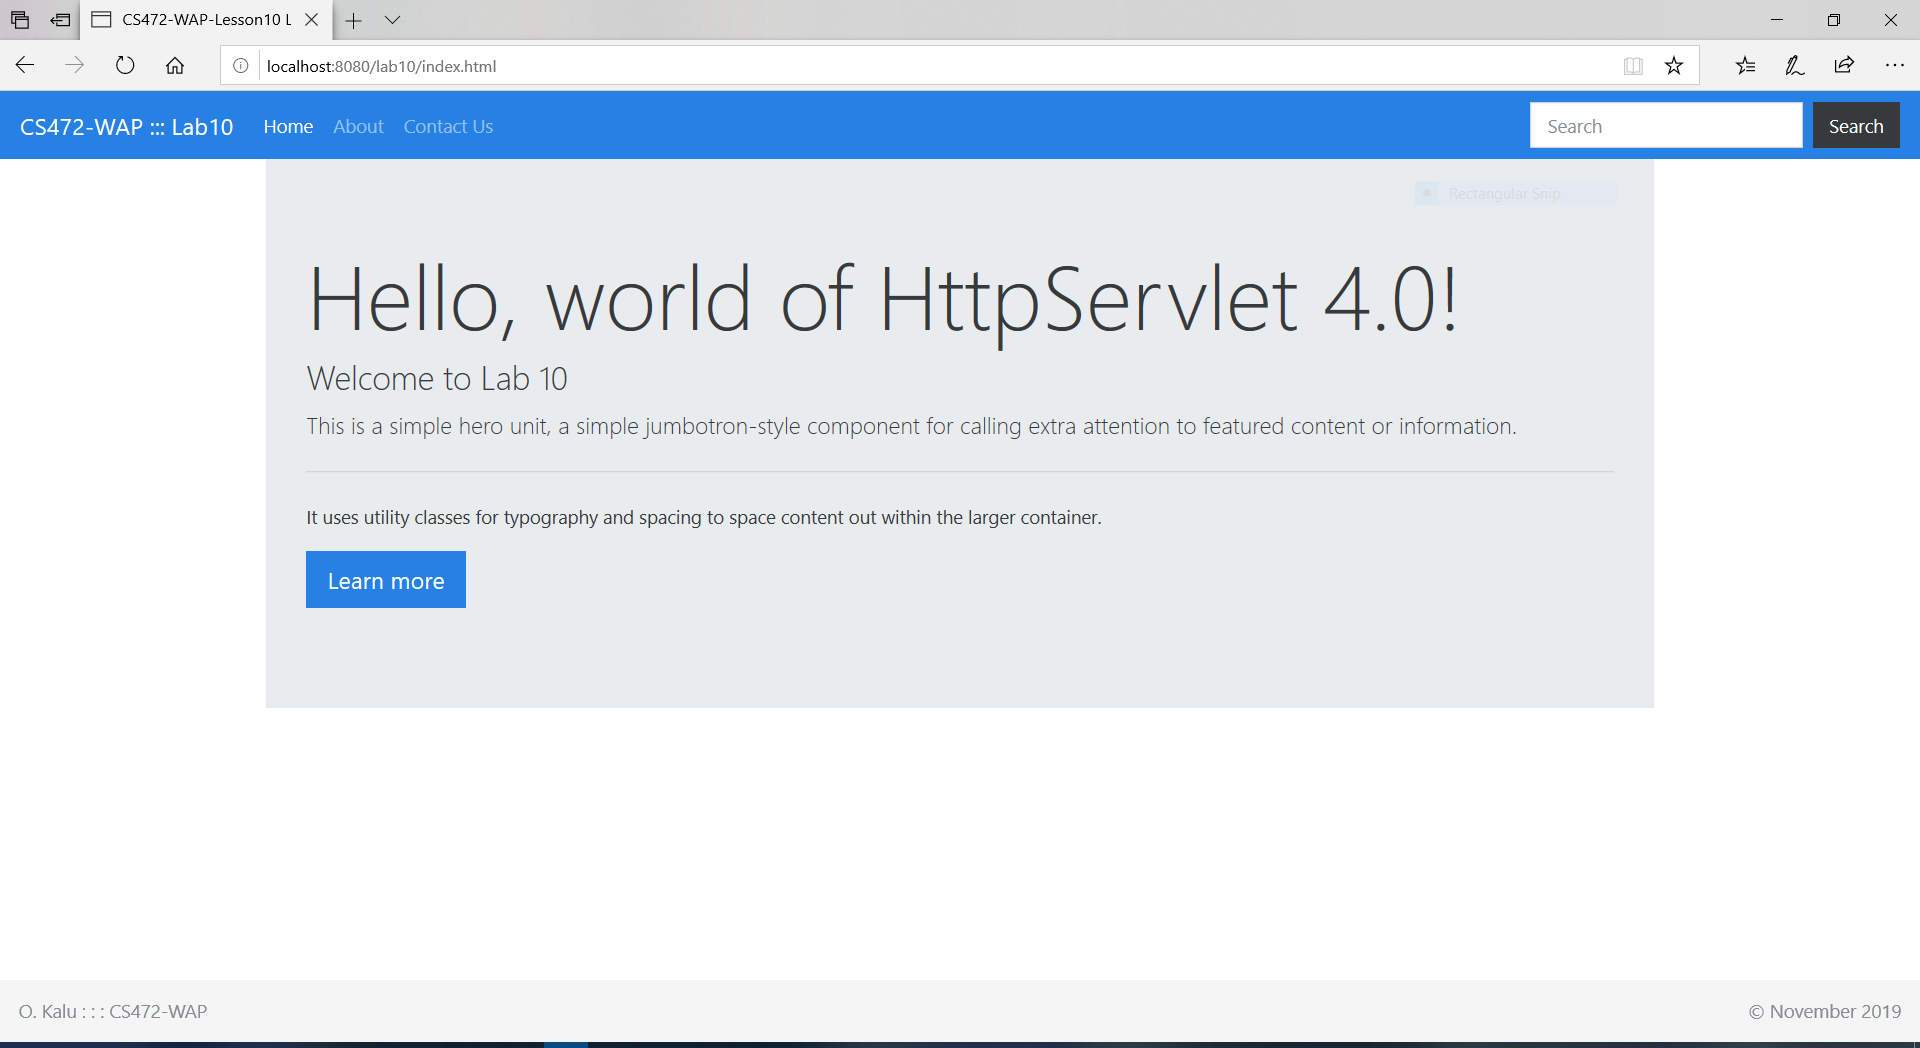 CS472-WAP-Lesson10 L
localhost:8080/lab10/index.html
CS472-WAP ::: Lab10 Home About Contact Us Search Search
Rectangular Snip
Hello, world of HttpServlet 4.0!
Welcome to Lab 10
This is a simple hero unit, a simple jumbotron-style component for calling extra attention to featured content or information.
It uses utility classes for typography and spacing to space content out within the larger container.
Learn more
O. Kalu : : : CS472-WAP © November 2019